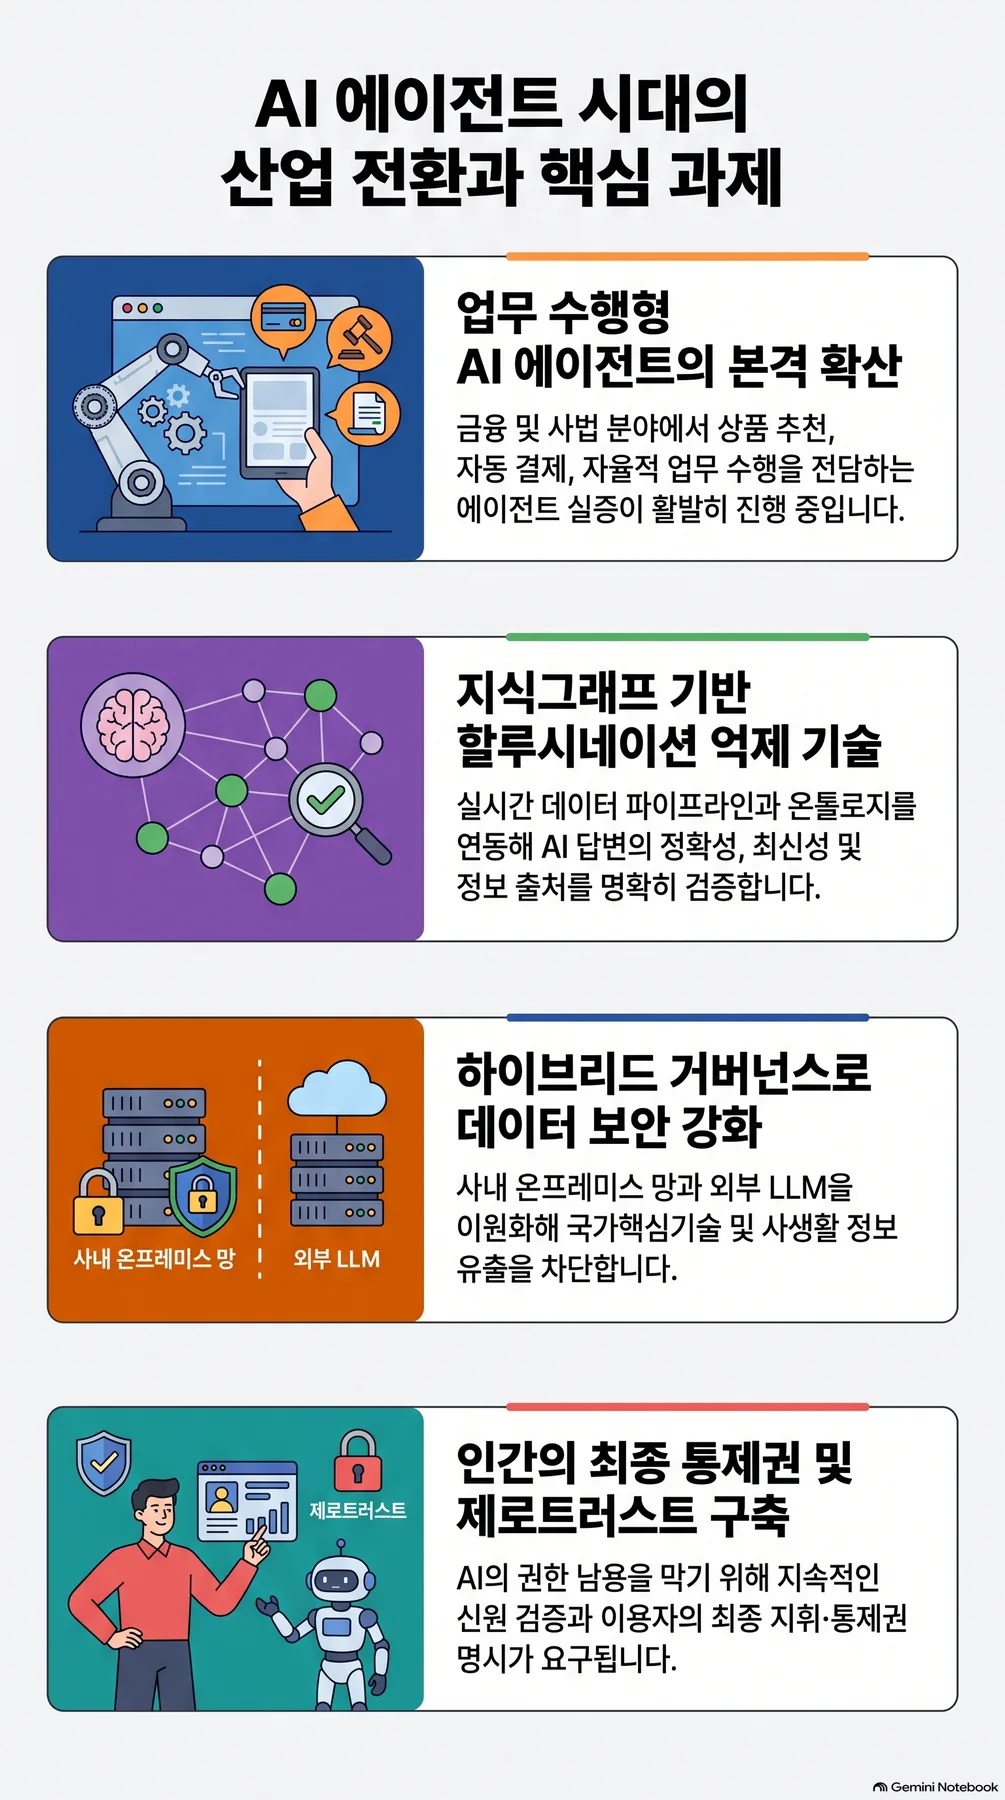 AI 에이전트 시대의
산업 전환과 핵심 과제
업무 수행형
AI 에이전트의 본격 확산
금융 및 사법 분야에서 상품 추천,
자동 결제, 자율적 업무 수행을 전담하는
에이전트 실증이 활발히 진행 중입니다.
지식그래프 기반
할루시네이션 억제 기술
실시간 데이터 파이프라인과 온톨로지를
연동해 AI 답변의 정확성, 최신성 및
정보 출처를 명확히 검증합니다.
사내 온프레미스 망
외부 LLM
하이브리드 거버넌스로
데이터 보안 강화
사내 온프레미스 망과 외부 LLM을
이원화해 국가핵심기술 및 사생활 정보
유출을 차단합니다.
제로트러스트
인간의 최종 통제권 및
제로트러스트 구축
AI의 권한 남용을 막기 위해 지속적인
신원 검증과 이용자의 최종 지휘·통제권
명시가 요구됩니다.
Gemini Notebook